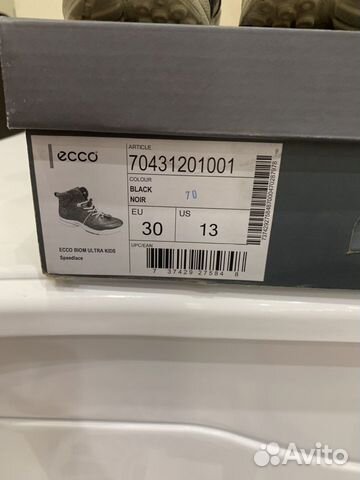 ecco
ARTICLE
70431201001
COLOUR
BLACK
NOIR
70
EU
US
30
13
ECCO BIOM ULTRA KIDS
Speedlace
UPC/EAN
7 37429 27584 8
Avito